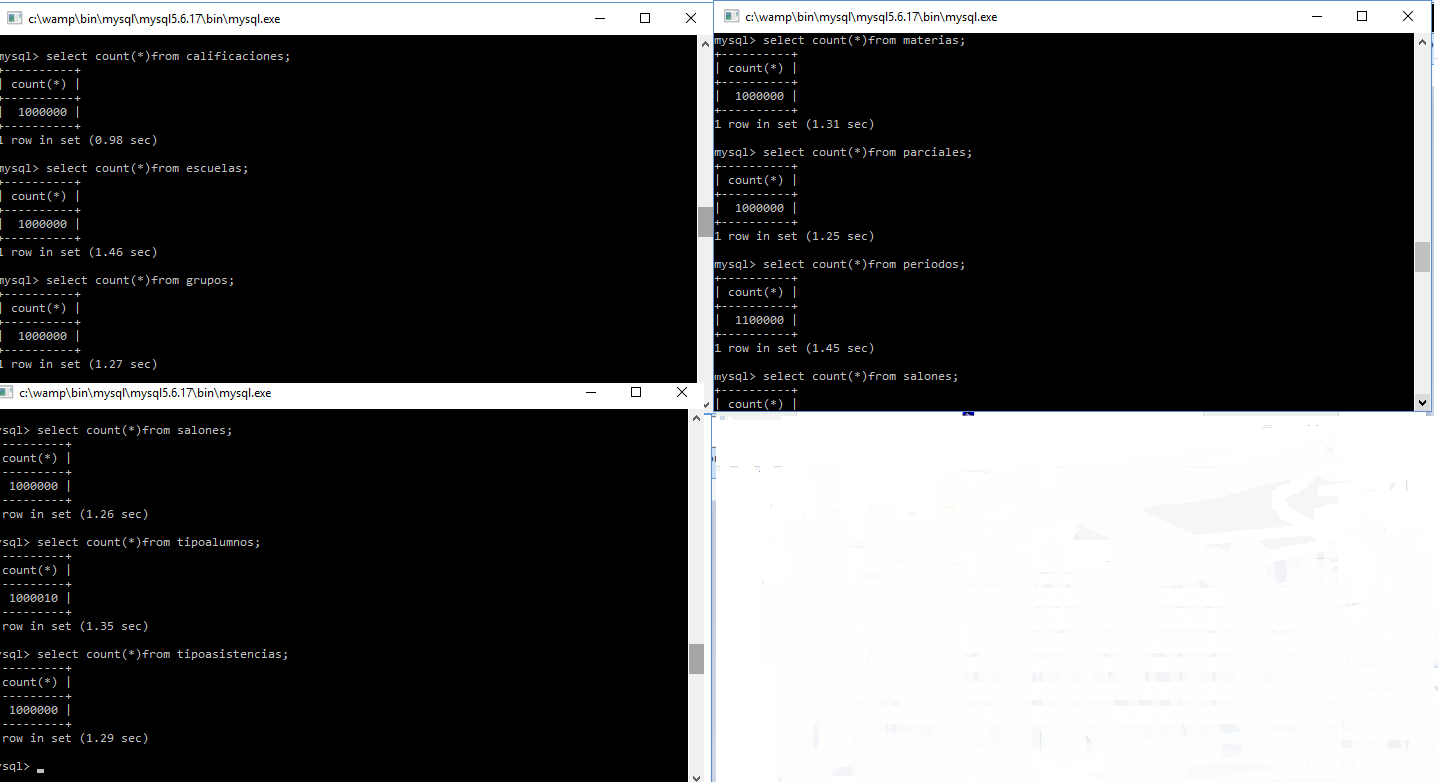 c:\wamp\bin\mysql\mysql5.6.17\bin\mysql.exe
mysql> select count(*)from calificaciones;
+----------+
| count(*) |
+----------+
|  1000000 |
+----------+
1 row in set (0.98 sec)
mysql> select count(*)from escuelas;
+----------+
| count(*) |
+----------+
|  1000000 |
+----------+
1 row in set (1.46 sec)
mysql> select count(*)from grupos;
+----------+
| count(*) |
+----------+
|  1000000 |
+----------+
1 row in set (1.27 sec)
c:\wamp\bin\mysql\mysql5.6.17\bin\mysql.exe
mysql> select count(*)from materias;
+----------+
| count(*) |
+----------+
|  1000000 |
+----------+
1 row in set (1.31 sec)
mysql> select count(*)from parciales;
+----------+
| count(*) |
+----------+
|  1000000 |
+----------+
1 row in set (1.25 sec)
mysql> select count(*)from periodos;
+----------+
| count(*) |
+----------+
|  1100000 |
+----------+
1 row in set (1.45 sec)
mysql> select count(*)from salones;
+----------+
| count(*) |
c:\wamp\bin\mysql\mysql5.6.17\bin\mysql.exe
ysql> select count(*)from salones;
---------+
count(*) |
---------+
 1000000 |
---------+
row in set (1.26 sec)
ysql> select count(*)from tipoalumnos;
---------+
count(*) |
---------+
 1000010 |
---------+
row in set (1.35 sec)
ysql> select count(*)from tipoasistencias;
---------+
count(*) |
---------+
 1000000 |
---------+
row in set (1.29 sec)
ysql> _